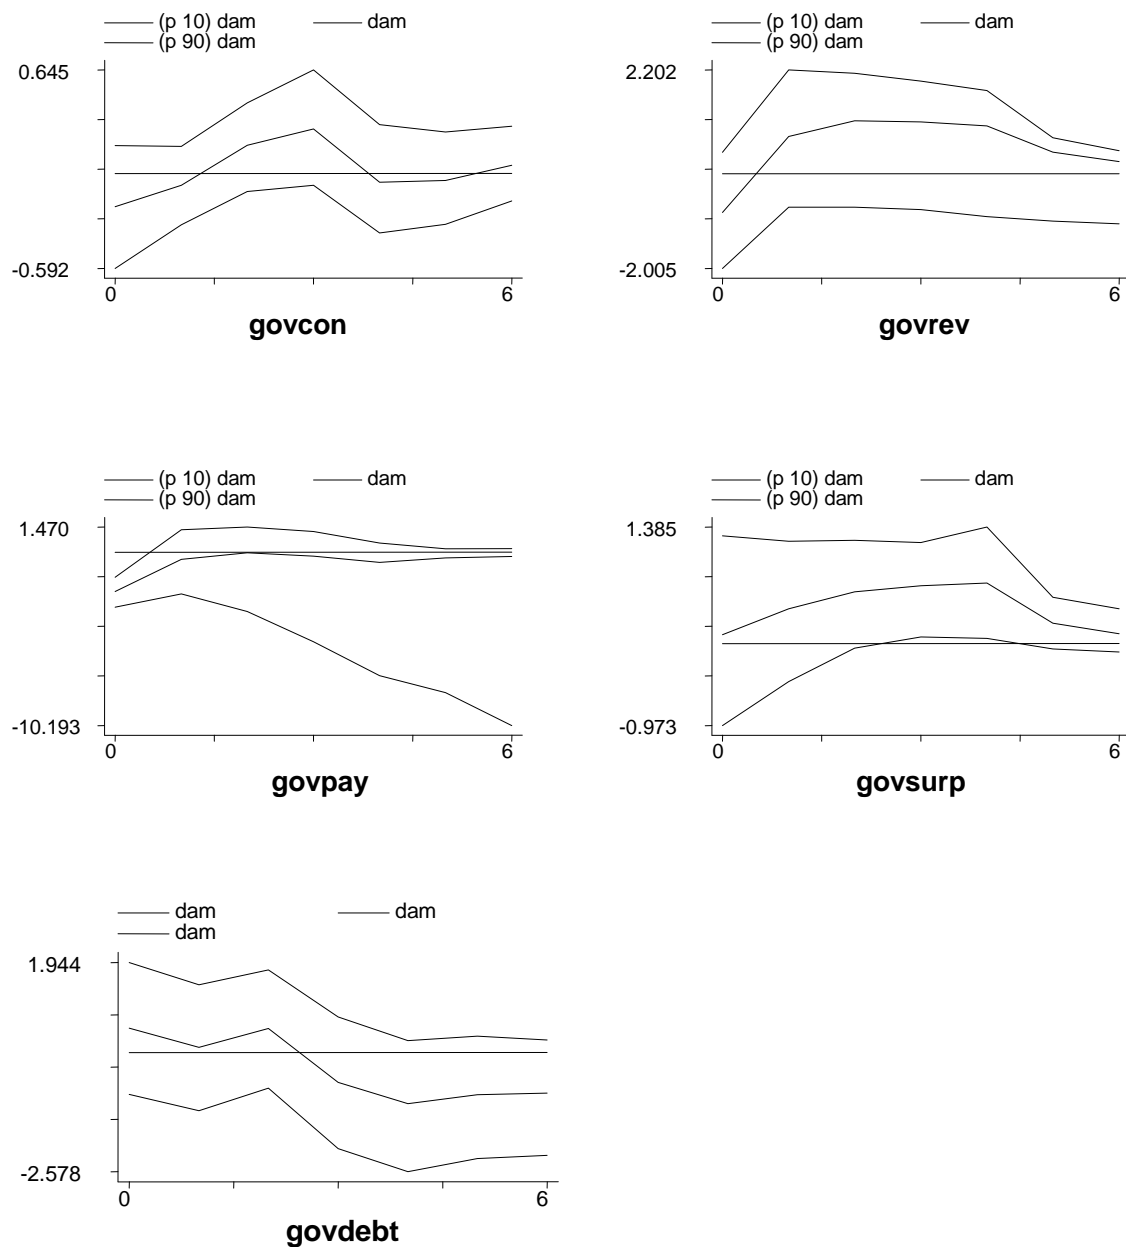 (p 10) dam dam
(p 90) dam
0.645
-0.592
0 6
govcon
(p 10) dam dam
(p 90) dam
2.202
-2.005
0 6
govrev
(p 10) dam dam
(p 90) dam
1.470
-10.193
0 6
govpay
(p 10) dam dam
(p 90) dam
1.385
-0.973
0 6
govsurp
dam dam
dam
1.944
-2.578
0 6
govdebt